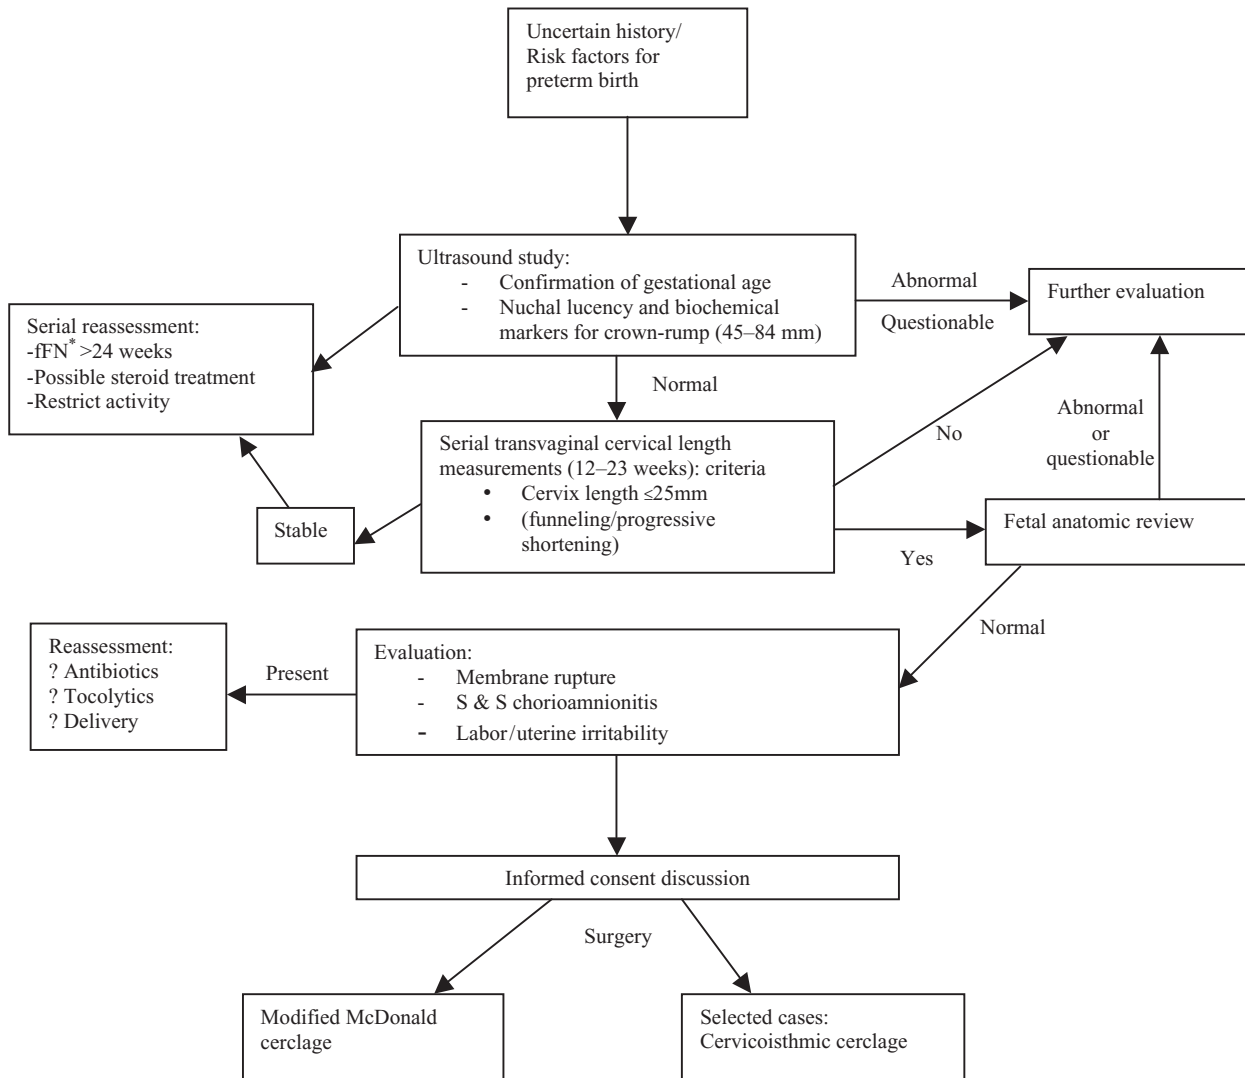 Uncertain history/
Risk factors for
preterm birth
Ultrasound study:
- Confirmation of gestational age
- Nuchal lucency and biochemical
markers for crown-rump (45–84 mm)
Abnormal
Questionable
Further evaluation
Serial reassessment:
-fFN* >24 weeks
-Possible steroid treatment
-Restrict activity
Normal
Serial transvaginal cervical length
measurements (12–23 weeks): criteria
• Cervix length ≤25mm
• (funneling/progressive
shortening)
No
Abnormal
or
questionable
Stable
Yes
Fetal anatomic review
Normal
Reassessment:
? Antibiotics
? Tocolytics
? Delivery
Present
Evaluation:
- Membrane rupture
- S & S chorioamnionitis
- Labor/uterine irritability
Informed consent discussion
Surgery
Modified McDonald
cerclage
Selected cases:
Cervicoisthmic cerclage